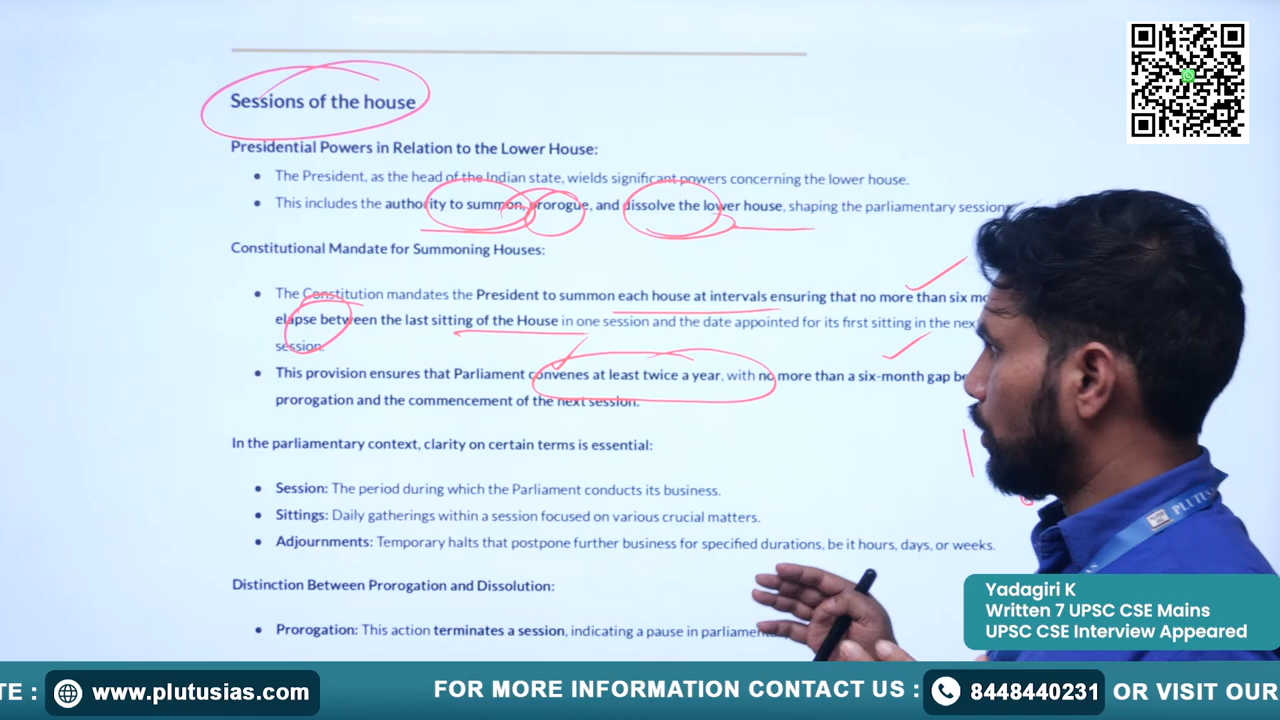 Sessions of the house
Presidential Powers in Relation to the Lower House:
• The President, as the head of the Indian state, wields significant powers concerning the lower house.
• This includes the authority to summon, prorogue, and dissolve the lower house, shaping the parliamentary session
Constitutional Mandate for Summoning Houses:
• The Constitution mandates the President to summon each house at intervals ensuring that no more than six mo
elapse between the last sitting of the House in one session and the date appointed for its first sitting in the nex
session.
• This provision ensures that Parliament convenes at least twice a year, with no more than a six-month gap be
prorogation and the commencement of the next session.
In the parliamentary context, clarity on certain terms is essential:
• Session: The period during which the Parliament conducts its business.
• Sittings: Daily gatherings within a session focused on various crucial matters.
• Adjournments: Temporary halts that postpone further business for specified durations, be it hours, days, or weeks.
Distinction Between Prorogation and Dissolution:
• Prorogation: This action terminates a session, indicating a pause in parliamen
PLUTUS
Yadagiri K
Written 7 UPSC CSE Mains
UPSC CSE Interview Appeared
TE : www.plutusias.com FOR MORE INFORMATION CONTACT US : 8448440231 OR VISIT OUR